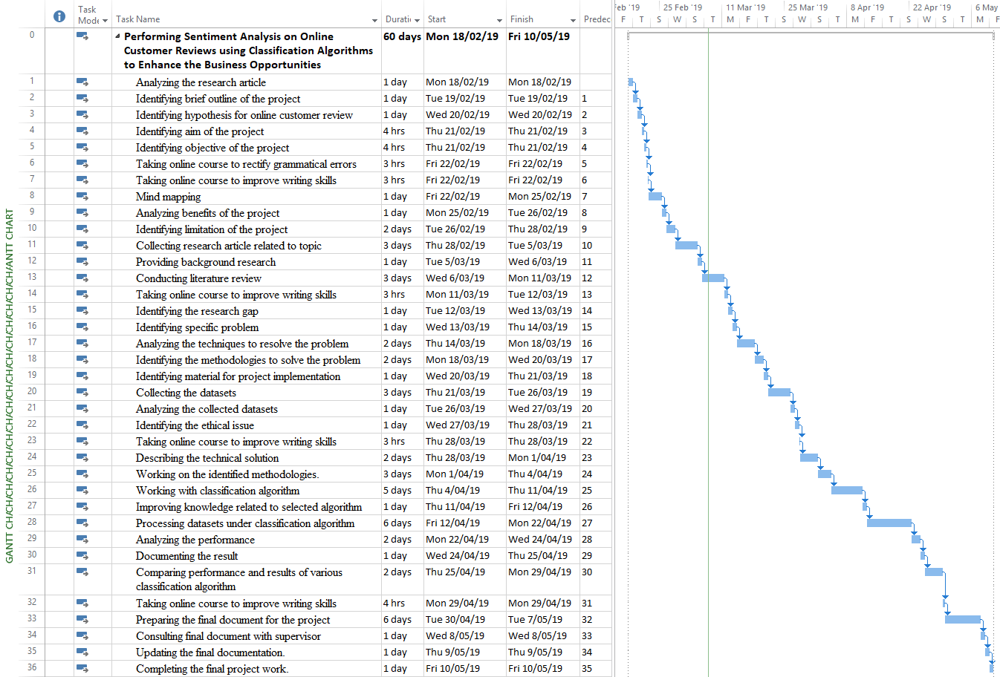 Task Mode Task Name Duratio Start Finish Predec
eb '19 25 Feb '19 11 Mar '19 25 Mar '19 8 Apr '19 22 Apr '19 6 May
F T S W S T M F T S W S T M F T S W S T M F
0 Performing Sentiment Analysis on Online Customer Reviews using Classification Algorithms to Enhance the Business Opportunities 60 days Mon 18/02/19 Fri 10/05/19
1 Analyzing the research article 1 day Mon 18/02/19 Mon 18/02/19
2 Identifying brief outline of the project 1 day Tue 19/02/19 Tue 19/02/19 1
3 Identifying hypothesis for online customer review 1 day Wed 20/02/19 Wed 20/02/19 2
4 Identifying aim of the project 4 hrs Thu 21/02/19 Thu 21/02/19 3
5 Identifying objective of the project 4 hrs Thu 21/02/19 Thu 21/02/19 4
6 Taking online course to rectify grammatical errors 3 hrs Fri 22/02/19 Fri 22/02/19 5
7 Taking online course to improve writing skills 3 hrs Fri 22/02/19 Fri 22/02/19 6
8 Mind mapping 1 day Fri 22/02/19 Mon 25/02/19 7
9 Analyzing benefits of the project 1 day Mon 25/02/19 Tue 26/02/19 8
10 Identifying limitation of the project 2 days Tue 26/02/19 Thu 28/02/19 9
11 Collecting research article related to topic 3 days Thu 28/02/19 Tue 5/03/19 10
12 Providing background research 1 day Tue 5/03/19 Wed 6/03/19 11
13 Conducting literature review 3 days Wed 6/03/19 Mon 11/03/19 12
14 Taking online course to improve writing skills 3 hrs Mon 11/03/19 Tue 12/03/19 13
15 Identifying the research gap 1 day Tue 12/03/19 Wed 13/03/19 14
16 Identifying specific problem 1 day Wed 13/03/19 Thu 14/03/19 15
17 Analyzing the techniques to resolve the problem 2 days Thu 14/03/19 Mon 18/03/19 16
18 Identifying the methodologies to solve the problem 2 days Mon 18/03/19 Wed 20/03/19 17
19 Identifying material for project implementation 1 day Wed 20/03/19 Thu 21/03/19 18
20 Collecting the datasets 3 days Thu 21/03/19 Tue 26/03/19 19
21 Analyzing the collected datasets 1 day Tue 26/03/19 Wed 27/03/19 20
22 Identifying the ethical issue 1 day Wed 27/03/19 Thu 28/03/19 21
23 Taking online course to improve writing skills 3 hrs Thu 28/03/19 Thu 28/03/19 22
24 Describing the technical solution 2 days Thu 28/03/19 Mon 1/04/19 23
25 Working on the identified methodologies. 3 days Mon 1/04/19 Thu 4/04/19 24
26 Working with classification algorithm 5 days Thu 4/04/19 Thu 11/04/19 25
27 Improving knowledge related to selected algorithm 1 day Thu 11/04/19 Fri 12/04/19 26
28 Processing datasets under classification algorithm 6 days Fri 12/04/19 Mon 22/04/19 27
29 Analyzing the performance 2 days Mon 22/04/19 Wed 24/04/19 28
30 Documenting the result 1 day Wed 24/04/19 Thu 25/04/19 29
31 Comparing performance and results of various classification algorithm 2 days Thu 25/04/19 Mon 29/04/19 30
32 Taking online course to improve writing skills 4 hrs Mon 29/04/19 Mon 29/04/19 31
33 Preparing the final document for the project 6 days Tue 30/04/19 Tue 7/05/19 32
34 Consulting final document with supervisor 1 day Wed 8/05/19 Wed 8/05/19 33
35 Updating the final documentation. 1 day Thu 9/05/19 Thu 9/05/19 34
36 Completing the final project work. 1 day Fri 10/05/19 Fri 10/05/19 35